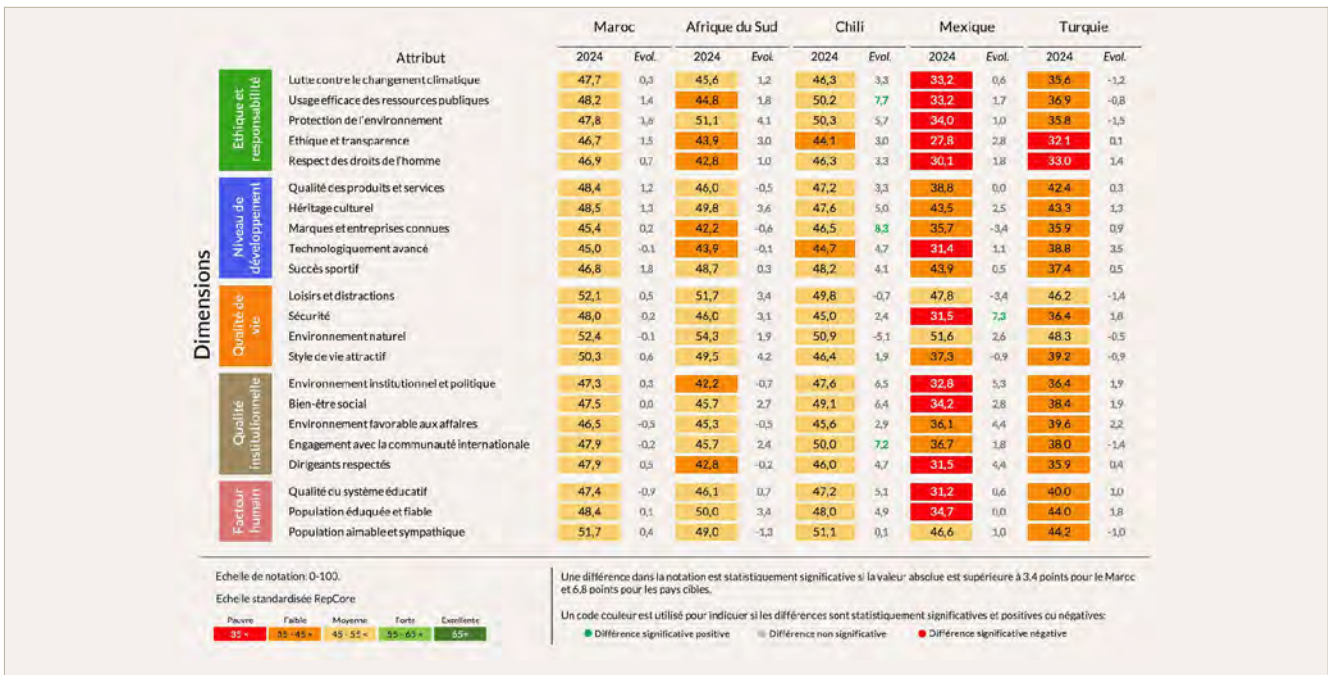 Maroc Afrique du Sud Chili Mexique Turquie
Attribut 2024 Evol. 2024 Evol. 2024 Evol. 2024 Evol. 2024 Evol.
Dimensions
Ethique et responsabilité
Lutte contre le changement climatique 47,7 0,3 45,6 1,2 46,3 3,3 33,2 0,6 35,6 -1,2
Usage efficace des ressources publiques 48,2 1,4 44,8 1,8 50,2 7,7 33,2 1,7 36,9 -0,8
Protection de l'environnement 47,8 1,6 51,1 4,1 50,3 5,7 34,0 1,0 35,8 -1,5
Ethique et transparence 46,7 1,5 43,9 3,0 44,1 3,0 27,8 2,8 32,1 0,1
Respect des droits de l'homme 46,9 0,7 42,8 1,0 46,3 3,3 30,1 1,8 33,0 1,4
Niveau de développement
Qualité des produits et services 48,4 1,2 46,0 -0,5 47,2 3,3 38,8 0,0 42,4 0,3
Héritage culturel 48,5 1,3 49,8 3,6 47,6 5,0 43,5 2,5 43,3 1,3
Marques et entreprises connues 45,4 0,2 42,2 -0,6 46,5 8,3 35,7 -3,4 35,9 0,9
Technologiquement avancé 45,0 -0,1 43,9 -0,1 44,7 4,7 31,4 1,1 38,8 3,5
Succès sportif 46,8 1,8 48,7 0,3 48,2 4,1 43,9 0,5 37,4 0,5
Qualité de vie
Loisirs et distractions 52,1 0,5 51,7 3,4 49,8 -0,7 47,8 -3,4 46,2 -1,4
Sécurité 48,0 0,2 46,0 3,1 45,0 2,4 31,5 7,3 36,4 1,8
Environnement naturel 52,4 -0,1 54,3 1,9 50,9 -5,1 51,6 2,6 48,3 -0,5
Style de vie attractif 50,3 0,6 49,5 4,2 46,4 1,9 37,3 -0,9 39,2 -0,9
Qualité institutionnelle
Environnement institutionnel et politique 47,3 0,3 42,2 -0,7 47,6 6,5 32,8 5,3 36,4 1,9
Bien-être social 47,5 0,0 45,7 2,7 49,1 6,4 34,2 2,8 38,4 1,9
Environnement favorable aux affaires 46,5 -0,5 45,3 -0,5 45,6 2,9 36,1 4,4 39,6 2,2
Engagement avec la communauté internationale 47,9 -0,2 45,7 2,4 50,0 7,2 36,7 1,8 38,0 -1,4
Dirigeants respectés 47,9 0,5 42,8 -0,2 46,0 4,7 31,5 4,4 35,9 0,4
Facteur humain
Qualité du système éducatif 47,4 -0,9 46,1 0,7 47,2 5,1 31,2 0,6 40,0 1,0
Population éduquée et fiable 48,4 0,1 50,0 3,4 48,0 4,9 34,7 0,0 44,0 1,8
Population aimable et sympathique 51,7 0,4 49,0 -1,3 51,1 0,1 46,6 1,0 44,2 -1,0
Echelle de notation: 0-100.
Echelle standardisée RepCore
Pauvre Faible Moyenne Forte Excellente
35 < 35 - 45 < 45 - 55 < 55 - 65 < 65+
Une différence dans la notation est statistiquement significative si la valeur absolue est supérieure à 3,4 points pour le Maroc
et 6,8 points pour les pays cibles.
Un code couleur est utilisé pour indiquer si les différences sont statistiquement significatives et positives ou négatives:
Différence significative positive Différence non significative Différence significative négative